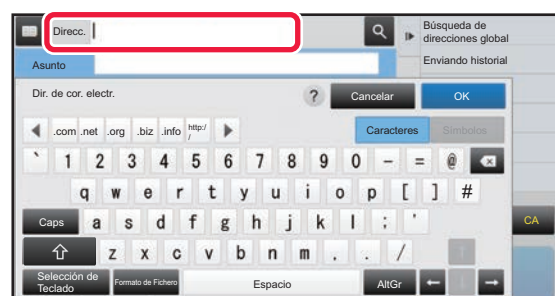 Direcc.
Búsqueda de
direcciones global
Asunto
Enviando historial
Dir. de cor. electr.
? Cancelar OK
.com .net .org .biz .info http:/
/
Caracteres Símbolos
` 1 2 3 4 5 6 7 8 9 0 - = @
q w e r t y u i o p [ ] #
Caps a s d f g h j k l ; '
CA
z x c v b n m . . /
Selección de
Teclado
Formato de Fichero
Espacio
AltGr